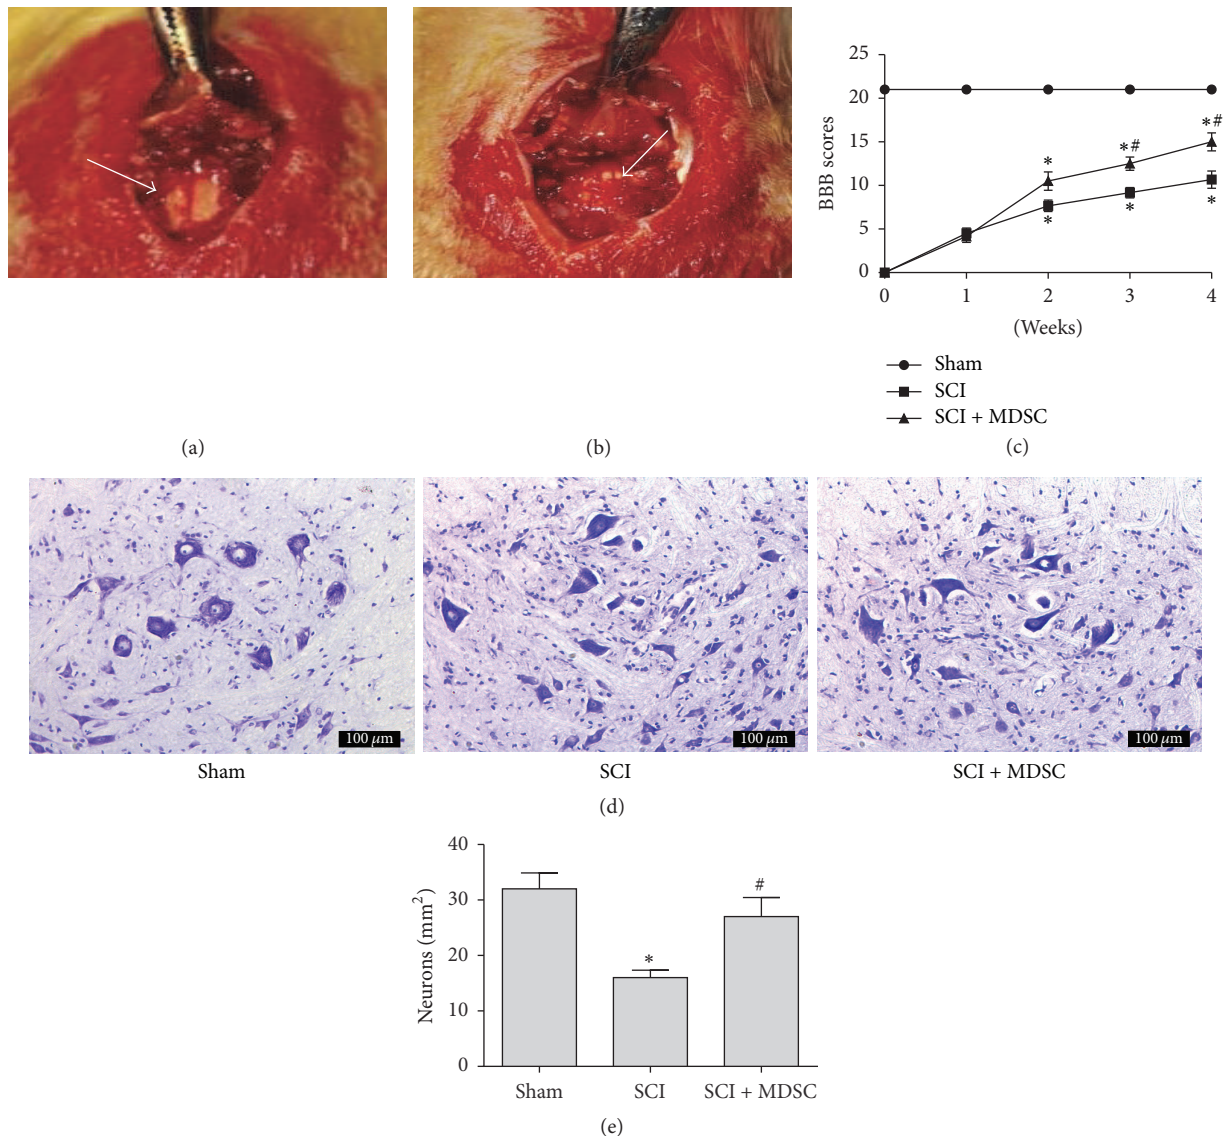 25
20
15
10
5
0
BBB scores
*
*#
*#
*
*
*
0 1 2 3 4
(Weeks)
Sham
SCI
SCI + MDSC
(a)
(b)
(c)
100 μm
100 μm
100 μm
Sham
SCI
SCI + MDSC
(d)
40
30
20
10
0
Neurons (mm²)
*
#
Sham
SCI
SCI + MDSC
(e)